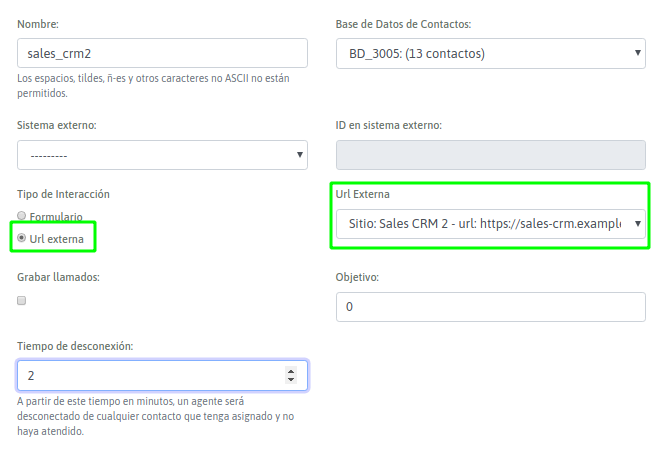 Nombre:
Base de Datos de Contactos:
sales_crm2
BD_3005: (13 contactos)
Los espacios, tildes, ñ-es y otros caracteres no ASCII no están
permitidos.
Sistema externo:
ID en sistema externo:
---------
Tipo de Interacción
Url Externa
Formulario
Sitio: Sales CRM 2 - url: https://sales-crm.example
Url externa
Grabar llamados:
Objetivo:
0
Tiempo de desconexión:
2
A partir de este tiempo en minutos, un agente será
desconectado de cualquier contacto que tenga asignado y no
haya atendido.